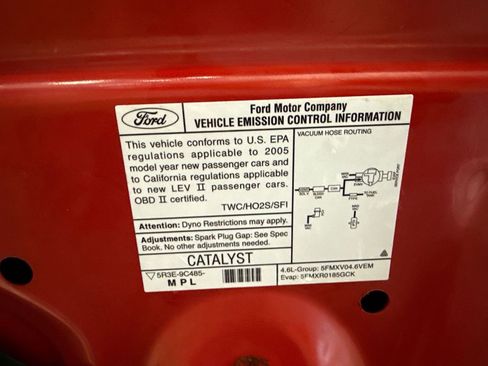 Ford
Ford Motor Company
VEHICLE EMISSION CONTROL INFORMATION
This vehicle conforms to U.S. EPA
regulations applicable to 2005
model year new passenger cars and
to California regulations applicable
to new LEV II passenger cars.
OBD II certified.
TWC/HO2S/SFI
Attention: Dyno Restrictions may apply.
Adjustments: Spark Plug Gap: See Spec
Book. No other adjustments needed.
CATALYST
5R3E-9C485-
MPL
VACUUM HOSE ROUTING
4.6L-Group: 5FMXV04.6VEM
Evap: 5FMXR0185GCK